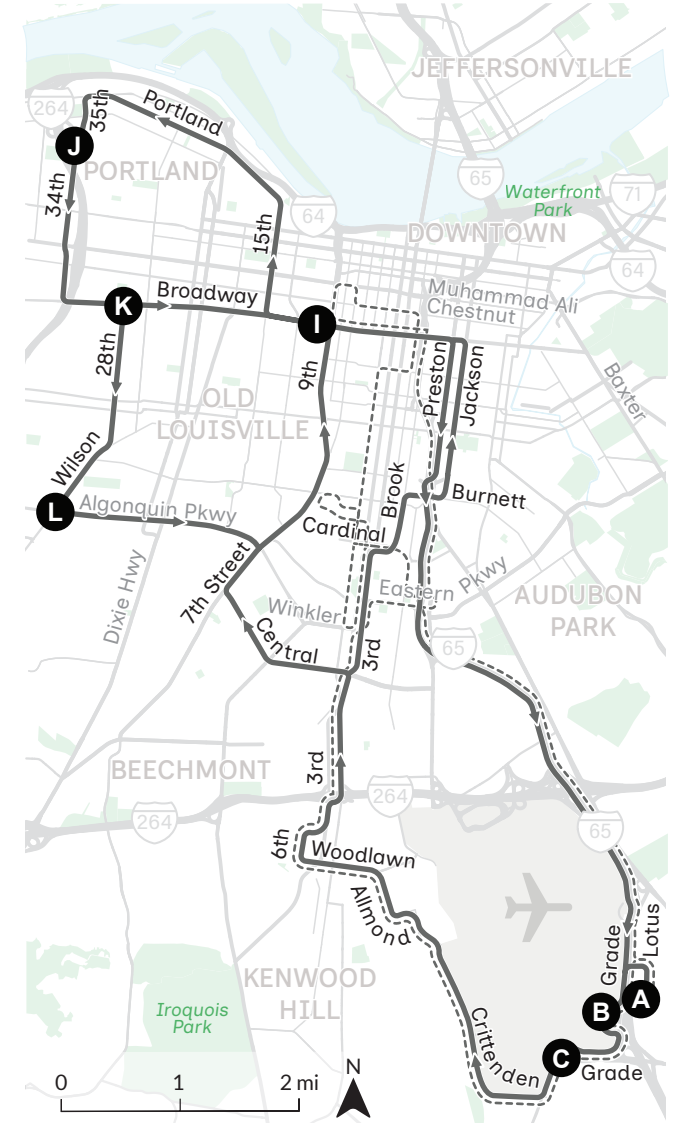 JEFFERSONVILLE
264
35th
Portland
J
PORTLAND
65
Waterfront
Park
71
34th
64
15th
DOWNTOWN
64
K
Broadway
I
Muhammad Ali
Chestnut
28th
9th
Preston
Jackson
Baxter
OLD
LOUISVILLE
Wilson
Brook
Burnett
L
Algonquin Pkwy
Cardinal
7th Street
Dixie Hwy
Winkler
Eastern Pkwy
AUDUBON
PARK
Central
3rd
65
3rd
BEECHMONT
264
264
65
6th
Woodlawn
Allmond
Grade
Lotus
KENWOOD
HILL
A
B
Iroquois
Park
Crittenden
C
Grade
0 1 2 mi
N